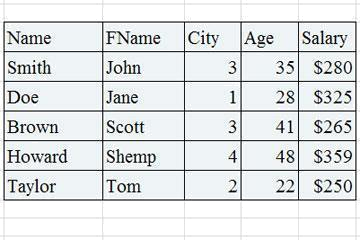 Name FName City Age Salary
Smith John 3 35 $280
Doe Jane 1 28 $325
Brown Scott 3 41 $265
Howard Shemp 4 48 $359
Taylor Tom 2 22 $250